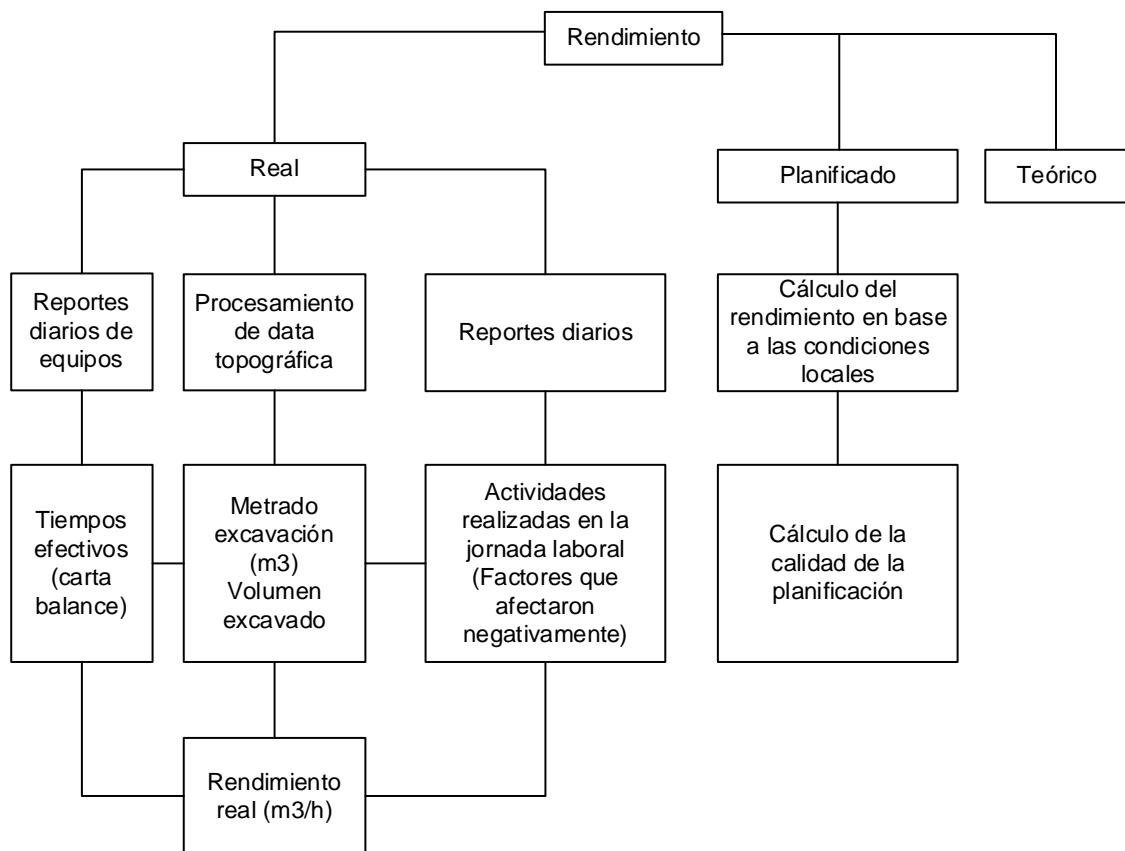 Rendimiento
Real
Planificado
Teórico
Reportes
diarios de
equipos
Procesamiento
de data
topográfica
Reportes diarios
Cálculo del
rendimiento en base
a las condiciones
locales
Tiempos
efectivos
(carta
balance)
Metrado
excavación
(m3)
Volumen
excavado
Actividades
realizadas en la
jornada laboral
(Factores que
afectaron
negativamente)
Cálculo de la
calidad de la
planificación
Rendimiento
real (m3/h)